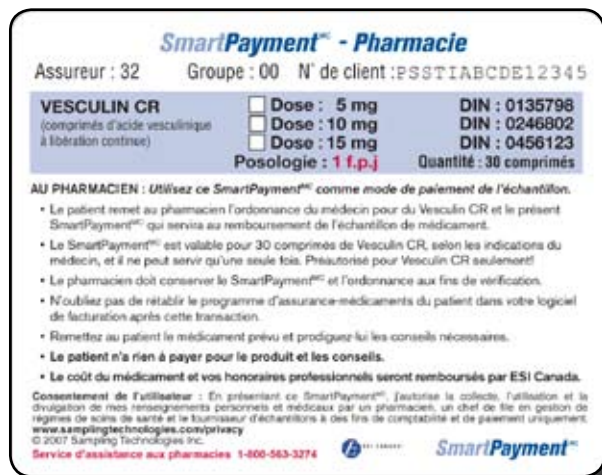 SmartPayment MC - Pharmacie
Assureur : 32 Groupe : 00 N° de client :PSSTIABCDE12345
VESCULIN CR
(comprimés d'acide vesculinique
à libération continue)
Dose : 5 mg DIN : 0135798
Dose : 10 mg DIN : 0246802
Dose : 15 mg DIN : 0456123
Posologie : 1 f.p.j Quantité : 30 comprimés
AU PHARMACIEN : Utilisez ce SmartPayment MC comme mode de paiement de l'échantillon.
• Le patient remet au pharmacien l'ordonnance du médecin pour du Vesculin CR et le présent
SmartPayment MC qui servira au remboursement de l'échantillon de médicament.
• Le SmartPayment MC est valable pour 30 comprimés de Vesculin CR, selon les indications du
médecin, et il ne peut servir qu'une seule fois. Préautorisé pour Vesculin CR seulement!
• Le pharmacien doit conserver le SmartPayment MC et l'ordonnance aux fins de vérification.
• N'oubliez pas de rétablir le programme d'assurance-médicaments du patient dans votre logiciel
de facturation après cette transaction.
• Remettez au patient le médicament prévu et prodiguez-lui les conseils nécessaires.
• Le patient n'a rien à payer pour le produit et les conseils.
• Le coût du médicament et vos honoraires professionnels seront remboursés par ESI Canada.
Consentement de l'utilisateur : En présentant ce SmartPayment MC, j'autorise la collecte, l'utilisation et la
divulgation de mes renseignements personnels et médicaux par un pharmacien, un chef de file en gestion de
régimes de soins de santé et le fournisseur d'échantillons à des fins de comptabilité et de paiement uniquement.
www.samplingtechnologies.com/privacy
© 2007 Sampling Technologies Inc.
Service d'assistance aux pharmacies 1-800-563-3274
ESI CANADA
SmartPayment MC